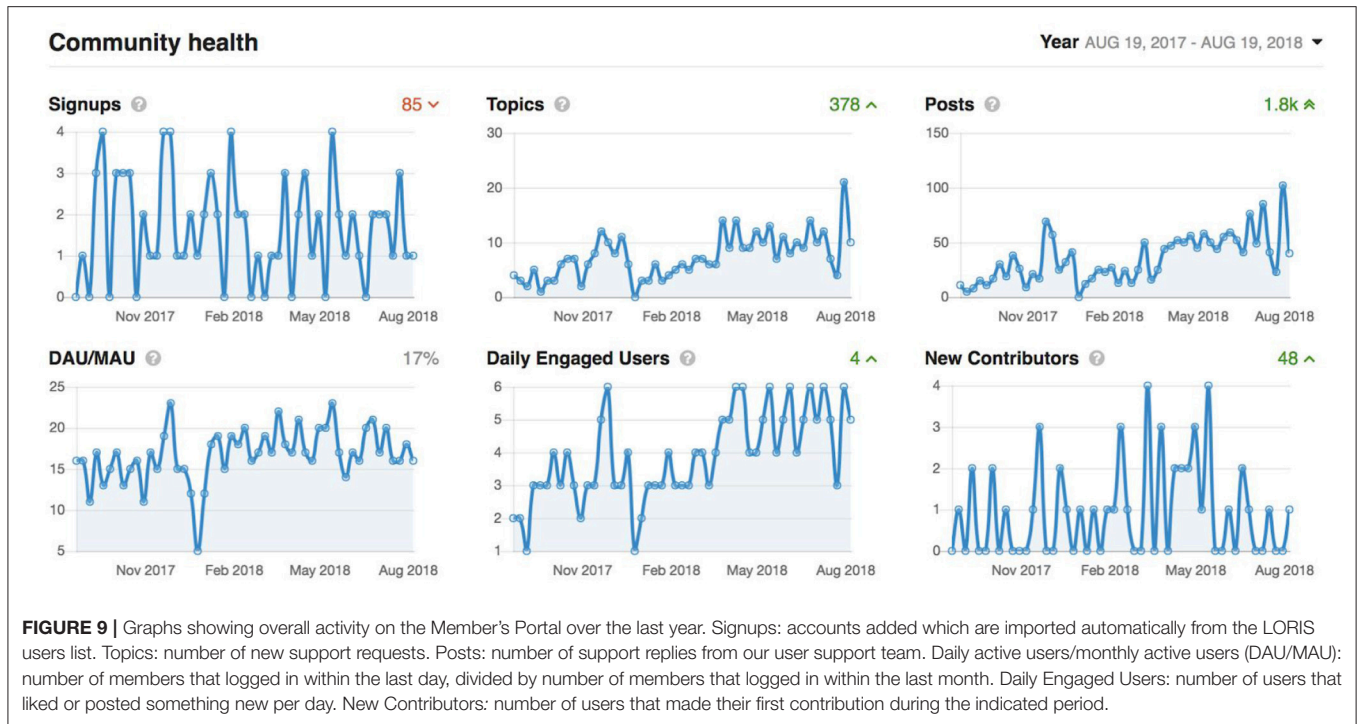 Community health
Year AUG 19, 2017 - AUG 19, 2018
Signups ? 85
4
3
2
1
0
Nov 2017 Feb 2018 May 2018 Aug 2018
Topics ? 378
30
20
10
0
Nov 2017 Feb 2018 May 2018 Aug 2018
Posts ? 1.8k
150
100
50
0
Nov 2017 Feb 2018 May 2018 Aug 2018
DAU/MAU ? 17%
25
20
15
10
5
Nov 2017 Feb 2018 May 2018 Aug 2018
Daily Engaged Users ? 4
6
5
4
3
2
1
Nov 2017 Feb 2018 May 2018 Aug 2018
New Contributors ? 48
4
3
2
1
0
Nov 2017 Feb 2018 May 2018 Aug 2018
FIGURE 9 | Graphs showing overall activity on the Member's Portal over the last year. Signups: accounts added which are imported automatically from the LORIS
users list. Topics: number of new support requests. Posts: number of support replies from our user support team. Daily active users/monthly active users (DAU/MAU):
number of members that logged in within the last day, divided by number of members that logged in within the last month. Daily Engaged Users: number of users that
liked or posted something new per day. New Contributors: number of users that made their first contribution during the indicated period.